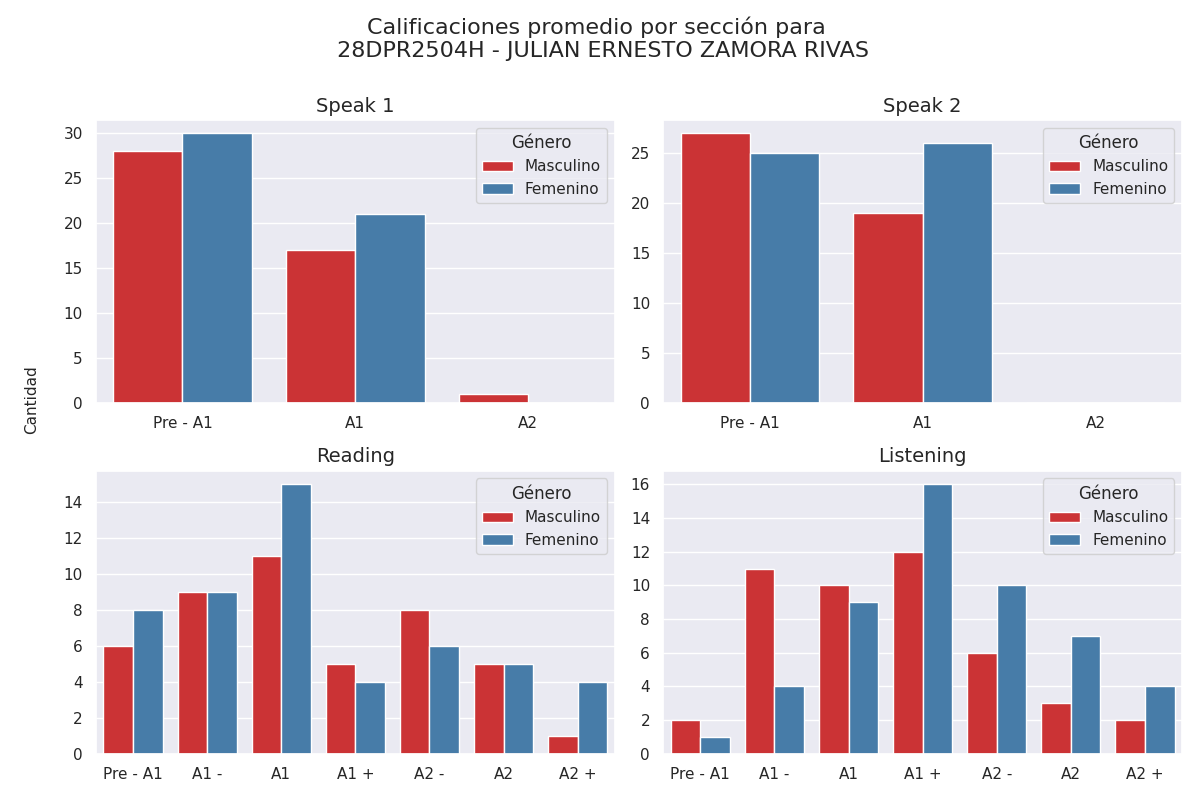 Calificaciones promedio por sección para
28DPR2504H - JULIAN ERNESTO ZAMORA RIVAS
Speak 1
30
25
20
15
10
5
0
Pre - A1
A1
A2
Género
Masculino
Femenino
Speak 2
25
20
15
10
5
0
Pre - A1
A1
A2
Género
Masculino
Femenino
Cantidad
Reading
14
12
10
8
6
4
2
0
Pre - A1
A1 -
A1
A1 +
A2 -
A2
A2 +
Género
Masculino
Femenino
Listening
16
14
12
10
8
6
4
2
0
Pre - A1
A1 -
A1
A1 +
A2 -
A2
A2 +
Género
Masculino
Femenino